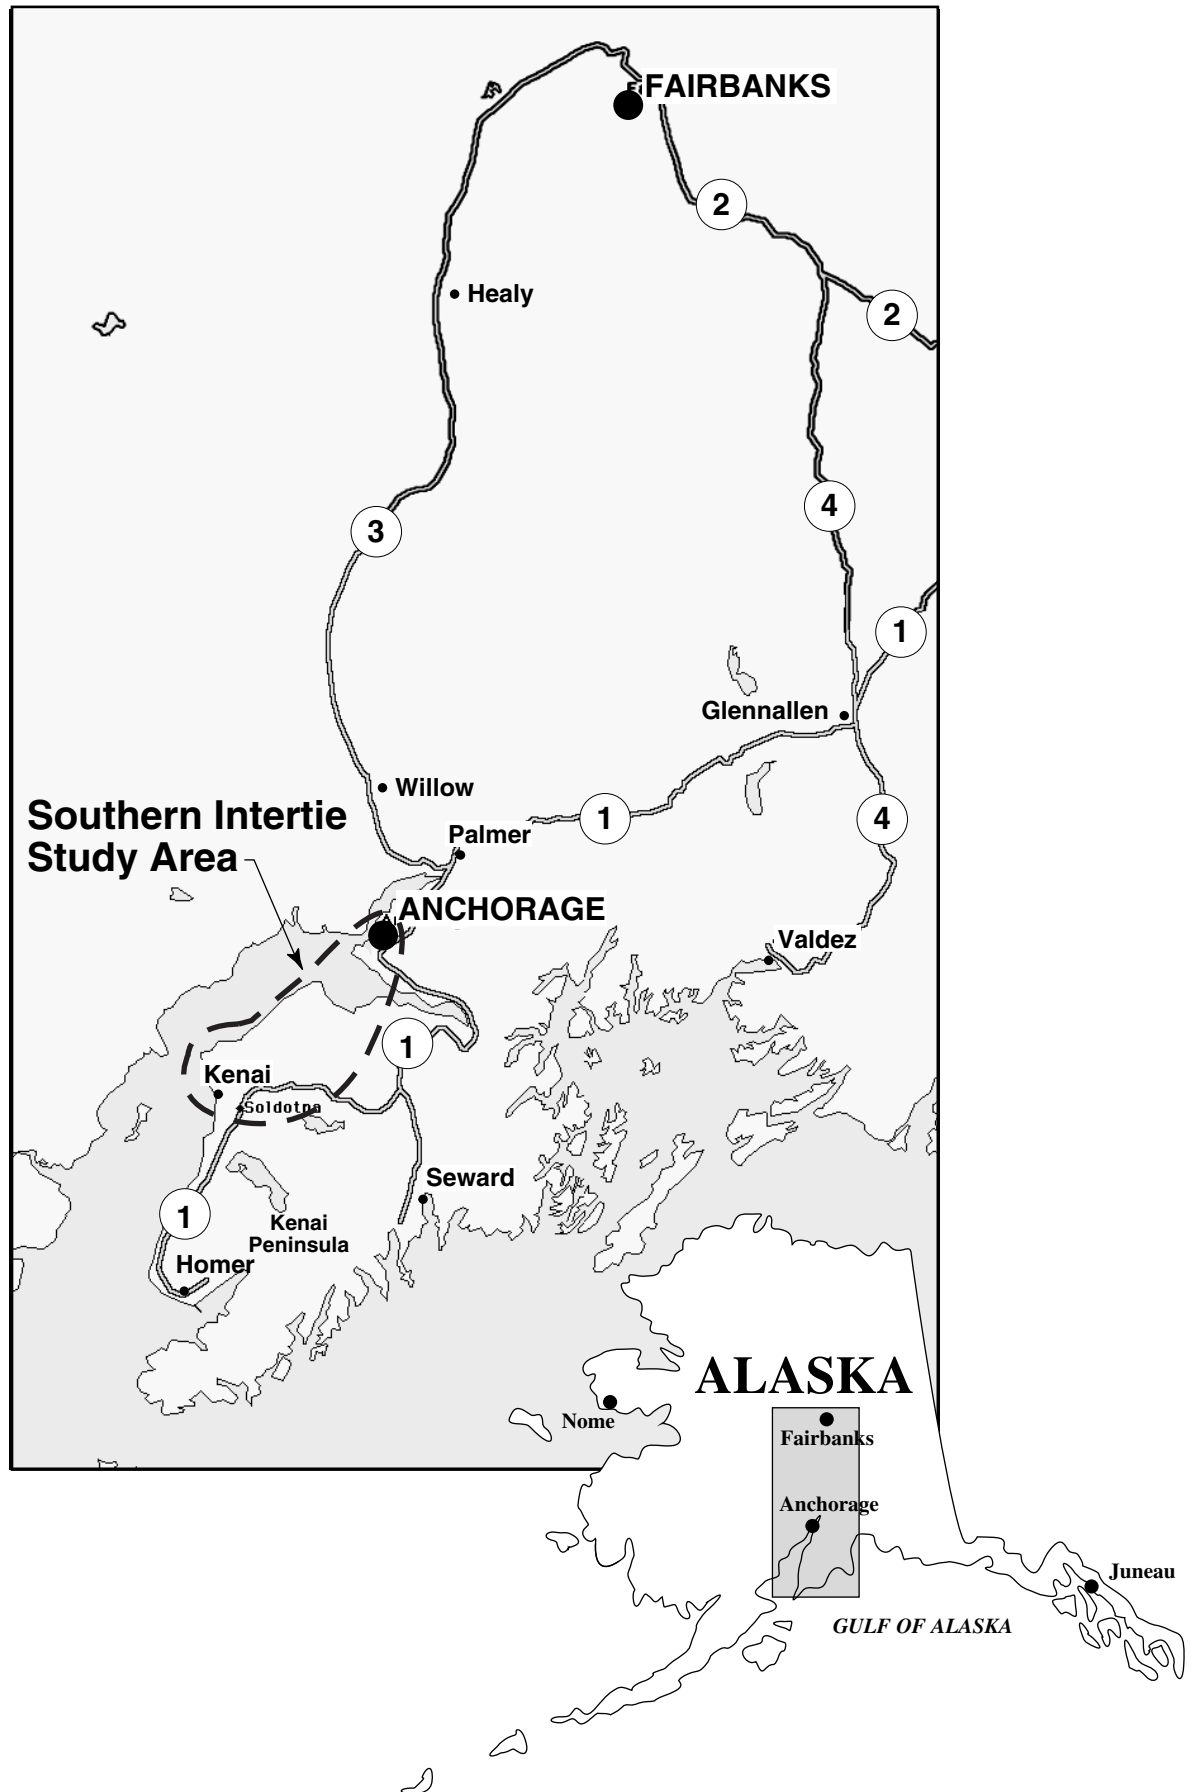 FAIRBANKS
2
Healy
2
3
4
1
Glennallen
Willow
Southern Intertie
Study Area
1
4
Palmer
ANCHORAGE
Valdez
1
Kenai
Soldotna
Seward
1
Kenai
Peninsula
Homer
ALASKA
Nome
Fairbanks
Anchorage
Juneau
GULF OF ALASKA